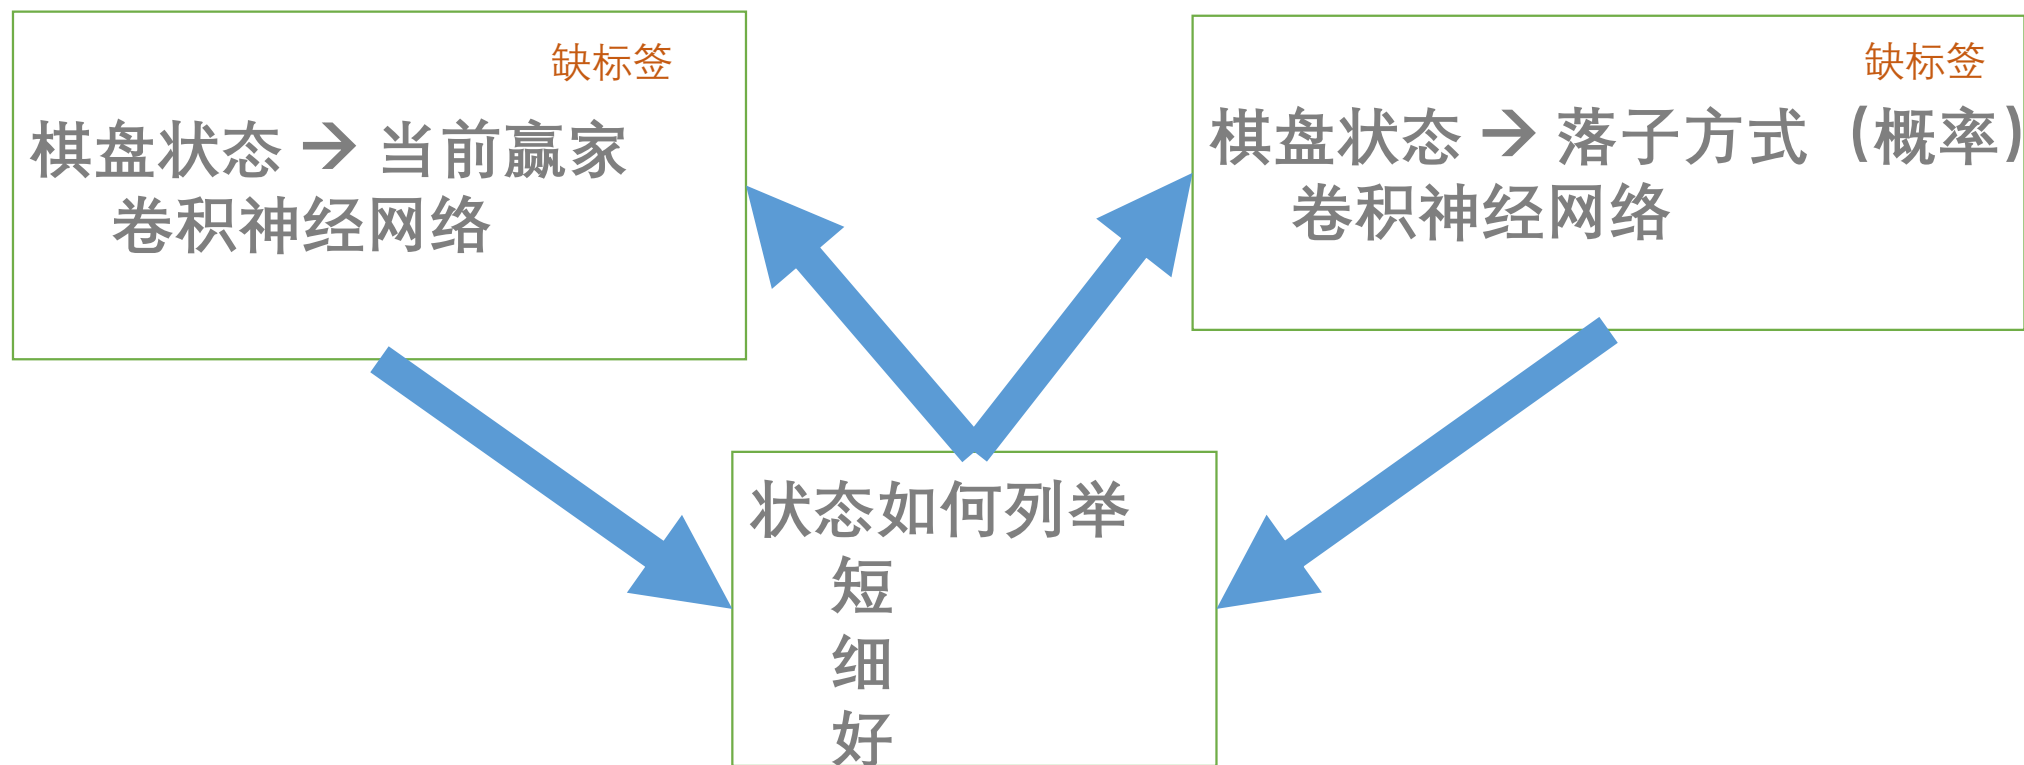 缺标签
棋盘状态 → 当前赢家
卷积神经网络
缺标签
棋盘状态 → 落子方式（概率）
卷积神经网络
状态如何列举
短
细
好